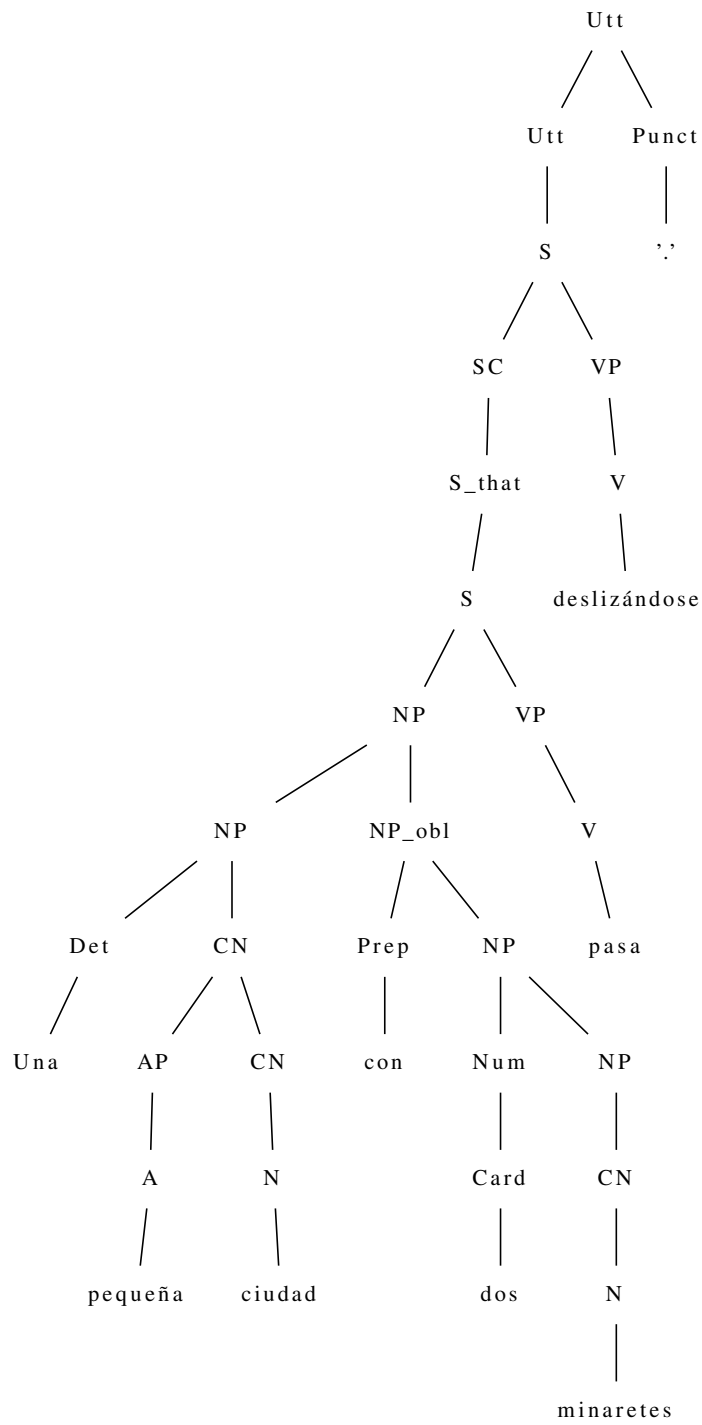 Utt
Utt Punct
S '.'
SC VP
S_that V
S deslizándose
NP VP
NP NP_obl V
Det CN Prep NP pasa
Una AP CN con Num NP
A N Card CN
pequeña ciudad dos N
minaretes